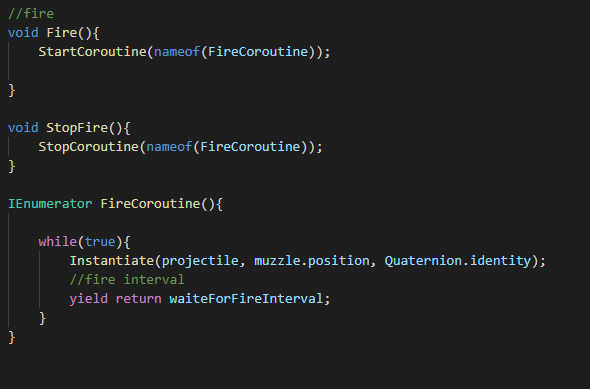 //fire
void Fire(){
    StartCoroutine(nameof(FireCoroutine));
}
void StopFire(){
    StopCoroutine(nameof(FireCoroutine));
}
IEnumerator FireCoroutine(){
    while(true){
        Instantiate(projectile, muzzle.position, Quaternion.identity);
        //fire interval
        yield return waiteForFireInterval;
    }
}